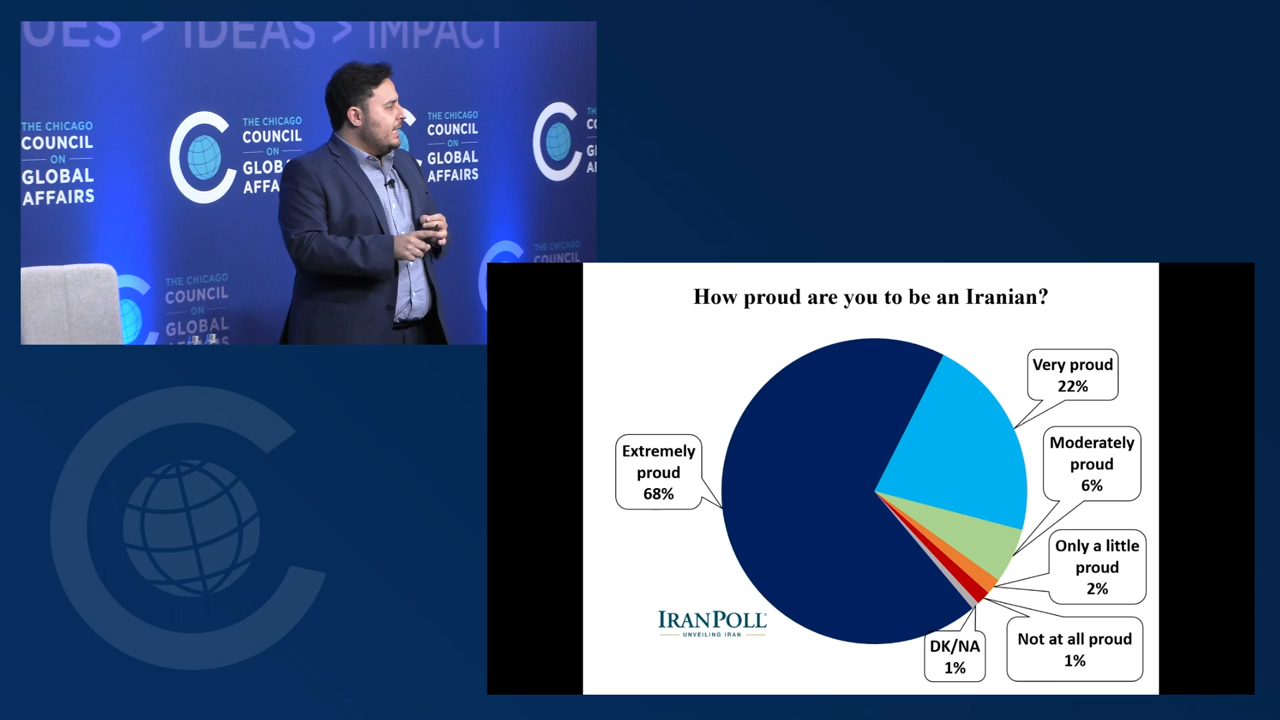 UES > IDEAS > IMPACT
THE CHICAGO
COUNCIL
ON
GLOBAL
AFFAIRS
THE CHICAGO
COUNCIL
ON
GLOBAL
AFFA
THE CHICAGO
COUNCIL
ON
GLOBAL
AFFAIRS
THE CHICAGO
COUNCIL
ON
GLOBAL
AFFAIRS
THE CHICAGO
COUNCIL
How proud are you to be an Iranian?
Very proud
22%
Moderately
proud
6%
Extremely
proud
68%
Only a little
proud
2%
Not at all proud
1%
DK/NA
1%
IRANPOLL
UNVEILING IRAN